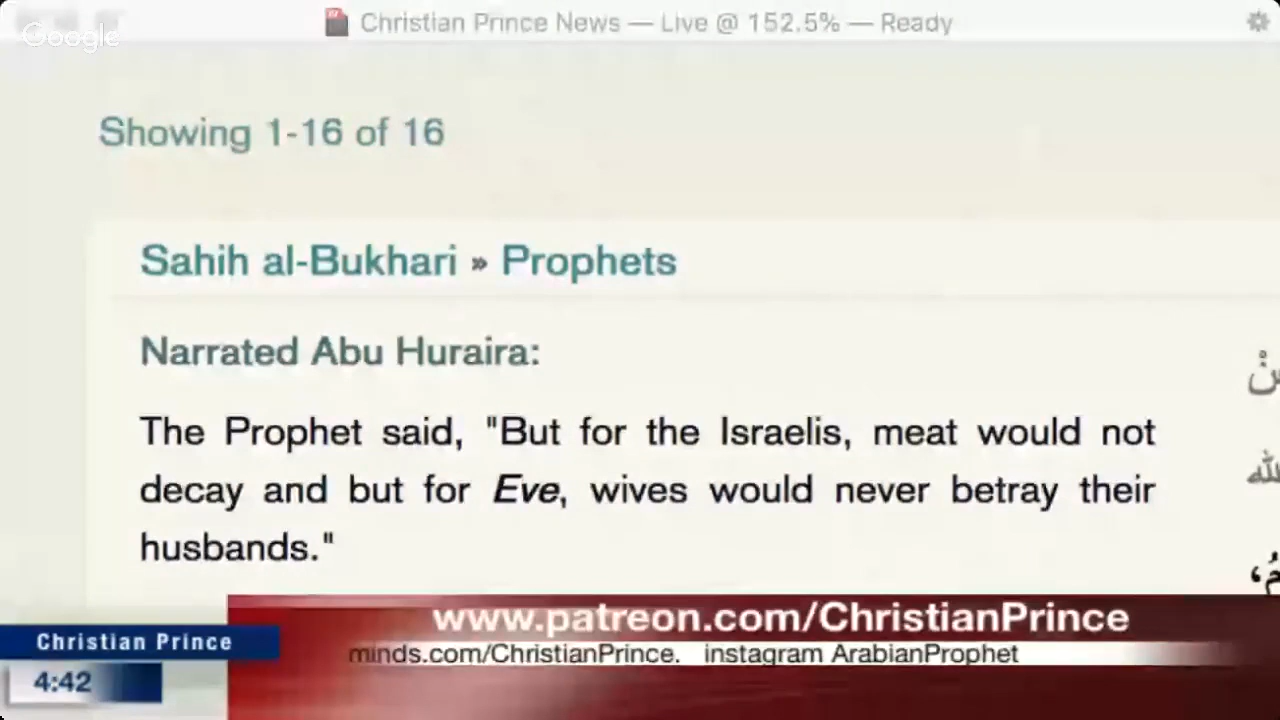 Google
Christian Prince News — Live @ 152.5% — Ready
Showing 1-16 of 16
Sahih al-Bukhari » Prophets
Narrated Abu Huraira:
The Prophet said, "But for the Israelis, meat would not
decay and but for Eve, wives would never betray their
husbands."
www.patreon.com/ChristianPrince
Christian Prince
minds.com/ChristianPrince. instagram ArabianProphet
4:42